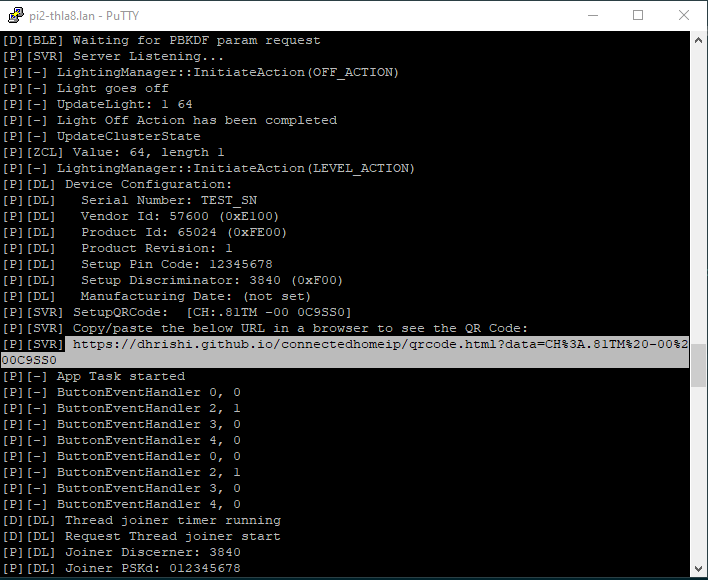 pi2-thla8.lan - PuTTY
[D][BLE] Waiting for PBKDF param request
[P][SVR] Server Listening...
[P][-] LightingManager::InitiateAction(OFF_ACTION)
[P][-] Light goes off
[P][-] UpdateLight: 1 64
[P][-] Light Off Action has been completed
[P][-] UpdateClusterState
[P][ZCL] Value: 64, length 1
[P][-] LightingManager::InitiateAction(LEVEL_ACTION)
[P][DL] Device Configuration:
[P][DL]   Serial Number: TEST_SN
[P][DL]   Vendor Id: 57600 (0xE100)
[P][DL]   Product Id: 65024 (0xFE00)
[P][DL]   Product Revision: 1
[P][DL]   Setup Pin Code: 12345678
[P][DL]   Setup Discriminator: 3840 (0xF00)
[P][DL]   Manufacturing Date: (not set)
[P][SVR] SetupQRCode:  [CH:.81TM -00 0C9SS0]
[P][SVR] Copy/paste the below URL in a browser to see the QR Code:
[P][SVR] https://dhrishi.github.io/connectedhomeip/qrcode.html?data=CH%3A.81TM%20-00%2
00C9SS0
[P][-] App Task started
[P][-] ButtonEventHandler 0, 0
[P][-] ButtonEventHandler 2, 1
[P][-] ButtonEventHandler 3, 0
[P][-] ButtonEventHandler 4, 0
[P][-] ButtonEventHandler 0, 0
[P][-] ButtonEventHandler 2, 1
[P][-] ButtonEventHandler 3, 0
[P][-] ButtonEventHandler 4, 0
[D][DL] Thread joiner timer running
[D][DL] Request Thread joiner start
[P][DL] Joiner Discerner: 3840
[P][DL] Joiner PSKd: 012345678